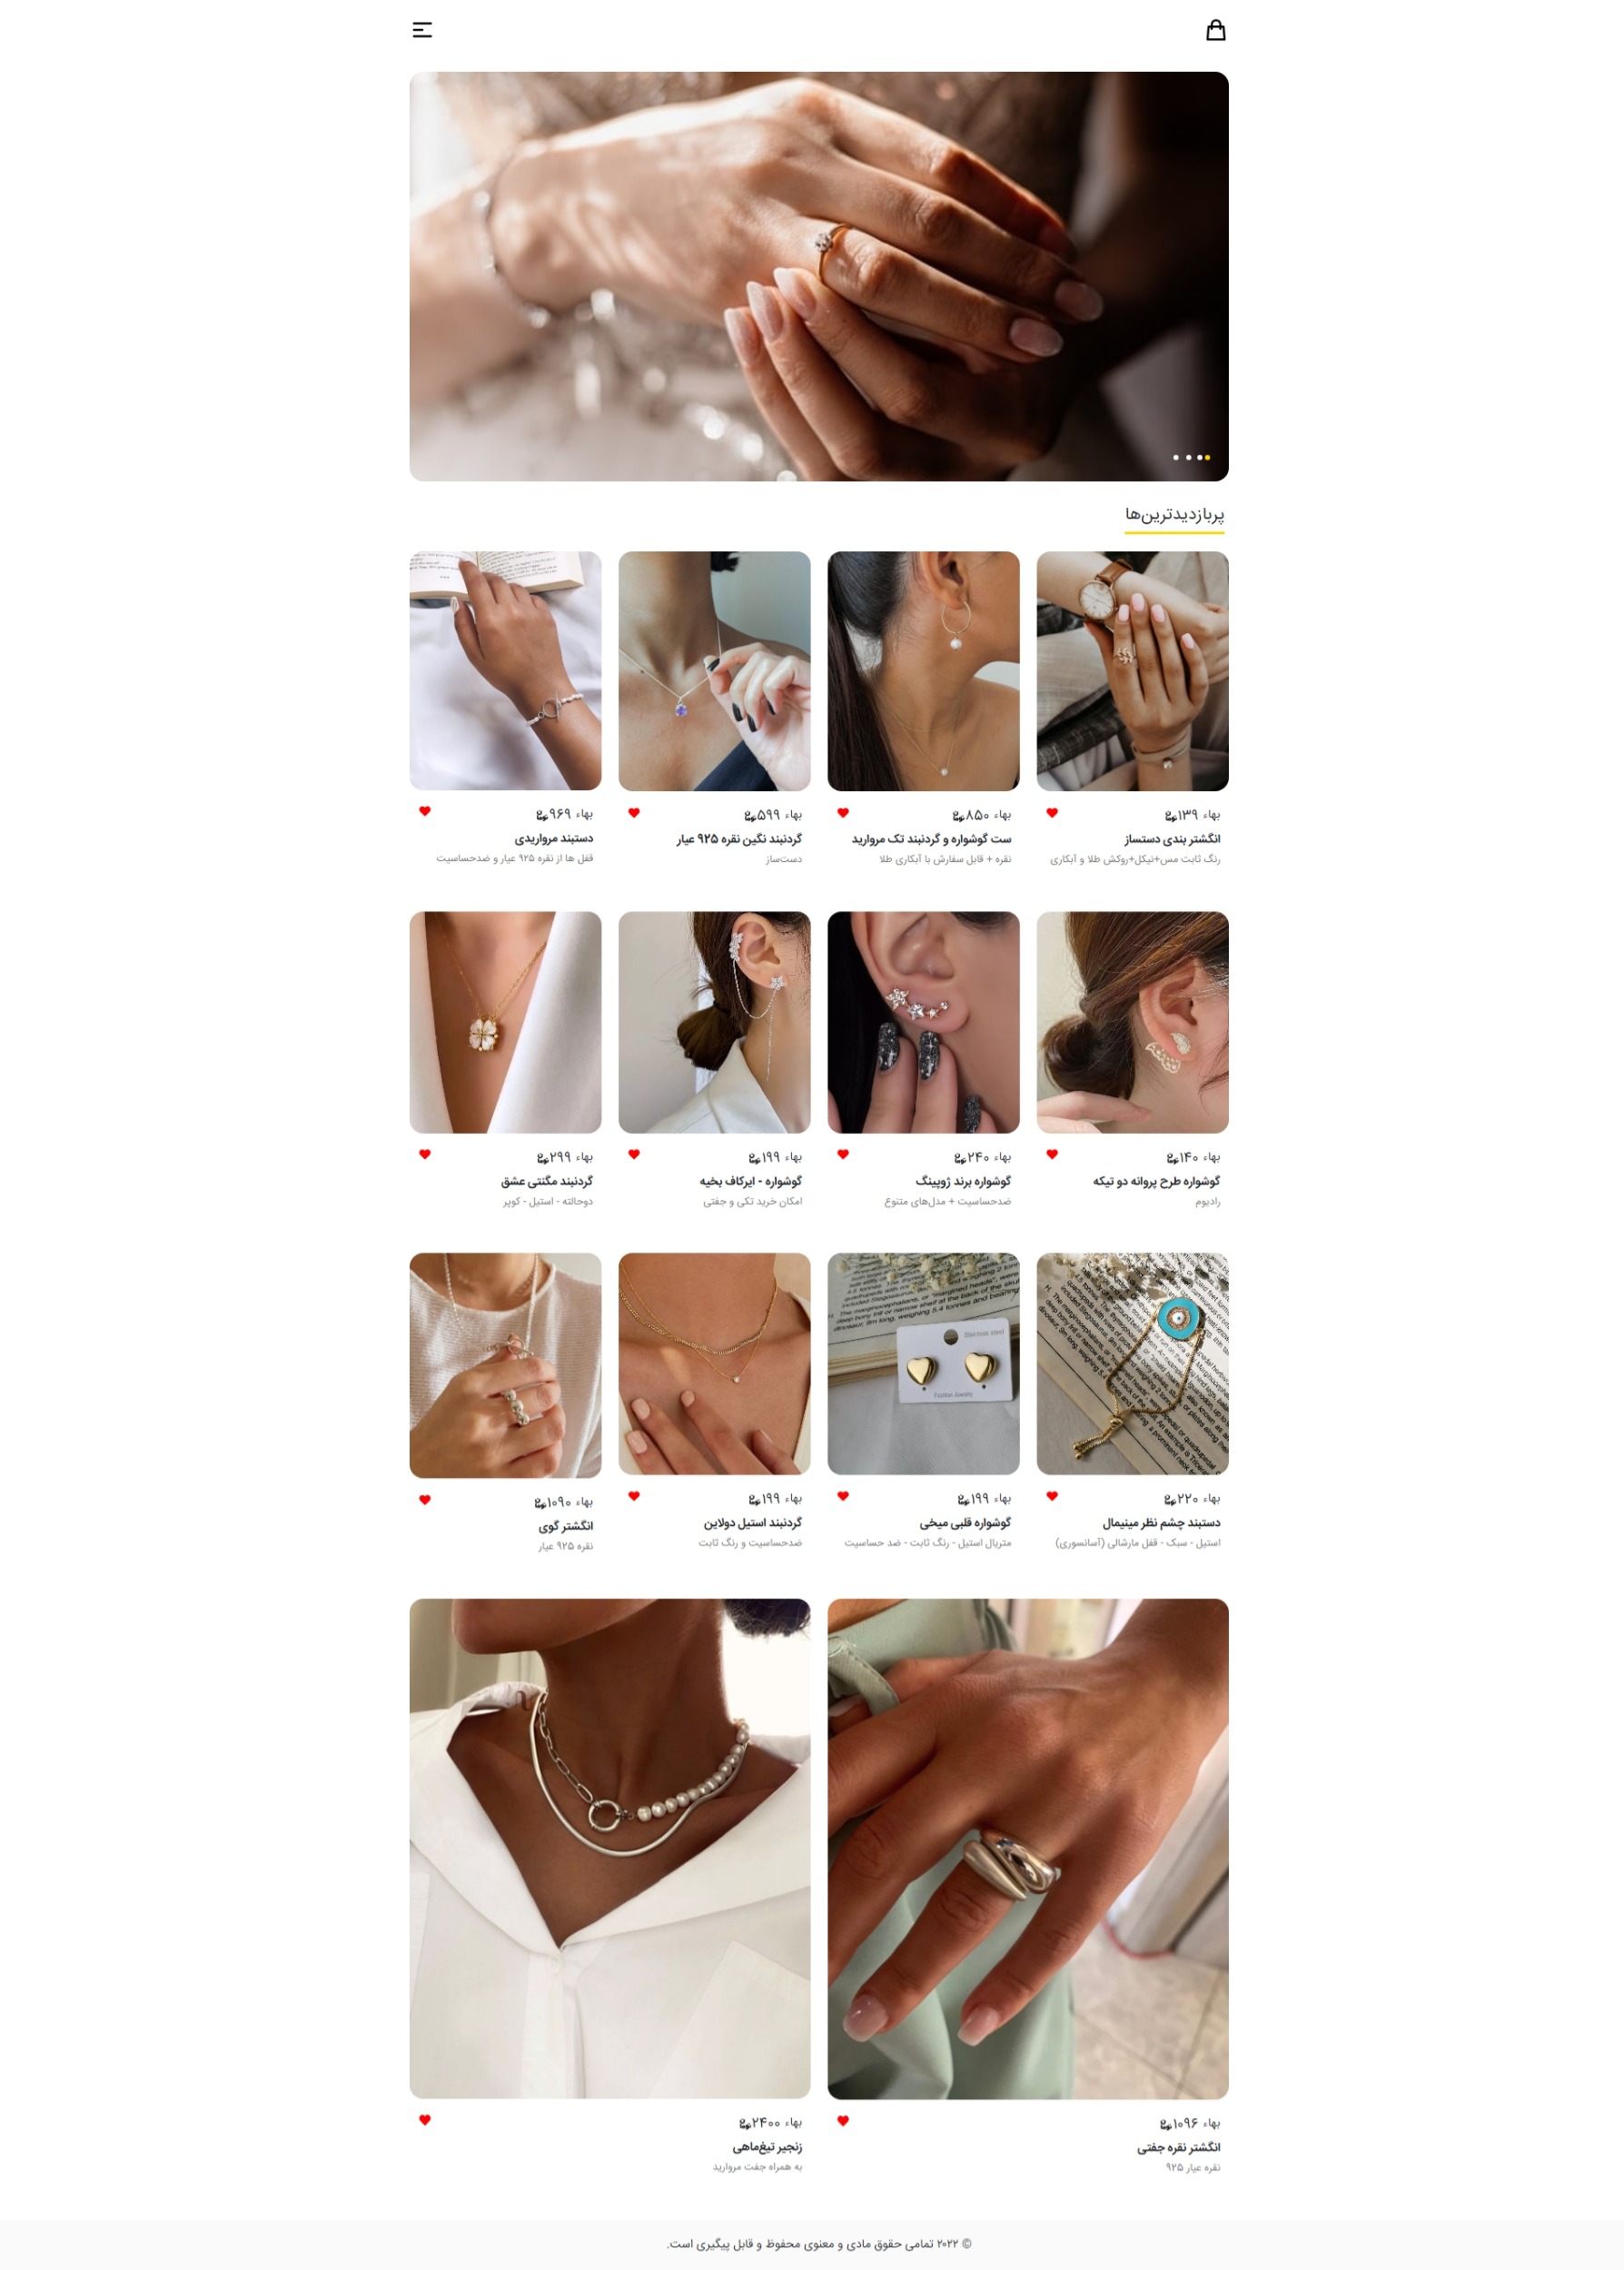 پربازدیدترین‌ها
بهاء ۱۳۹
انگشتر بندی دستساز
رنگ ثابت مس+نیکل+روکش طلا و آبکاری
بهاء ۸۵۰
ست گوشواره و گردنبند تک مروارید
نقره + قابل سفارش با آبکاری طلا
بهاء ۵۹۹
گردنبند نگین نقره ۹۲۵ عیار
دست‌ساز
بهاء ۹۶۹
دستبند مرواریدی
قفل ها از نقره ۹۲۵ عیار و ضدحساسیت
بهاء ۱۴۰
گوشواره طرح پروانه دو تیکه
رادیوم
بهاء ۲۴۰
گوشواره برند ژوپینگ
ضدحساسیت + مدل‌های متنوع
بهاء ۱۹۹
گوشواره - ایرکاف بخیه
امکان خرید تکی و جفتی
بهاء ۲۹۹
گردنبند مگنتی عشق
دوحالته - استیل - کوپر
Stainless steel
Fashion Jewelry
بهاء ۲۲۰
دستبند چشم نظر مینیمال
استیل - سبک - قفل مارشالی (آسانسوری)
بهاء ۱۹۹
گوشواره قلبی میخی
متریال استیل - رنگ ثابت - ضد حساسیت
بهاء ۱۹۹
گردنبند استیل دولاین
ضدحساسیت و رنگ ثابت
بهاء ۱۰۹۰
انگشتر گوی
نقره ۹۲۵ عیار
بهاء ۱۰۹۶
انگشتر نقره جفتی
نقره عیار ۹۲۵
بهاء ۲۴۰۰
زنجیر تیغ‌ماهی
به همراه جفت مروارید
© ۲۰۲۲ تمامی حقوق مادی و معنوی محفوظ و قابل پیگیری است.